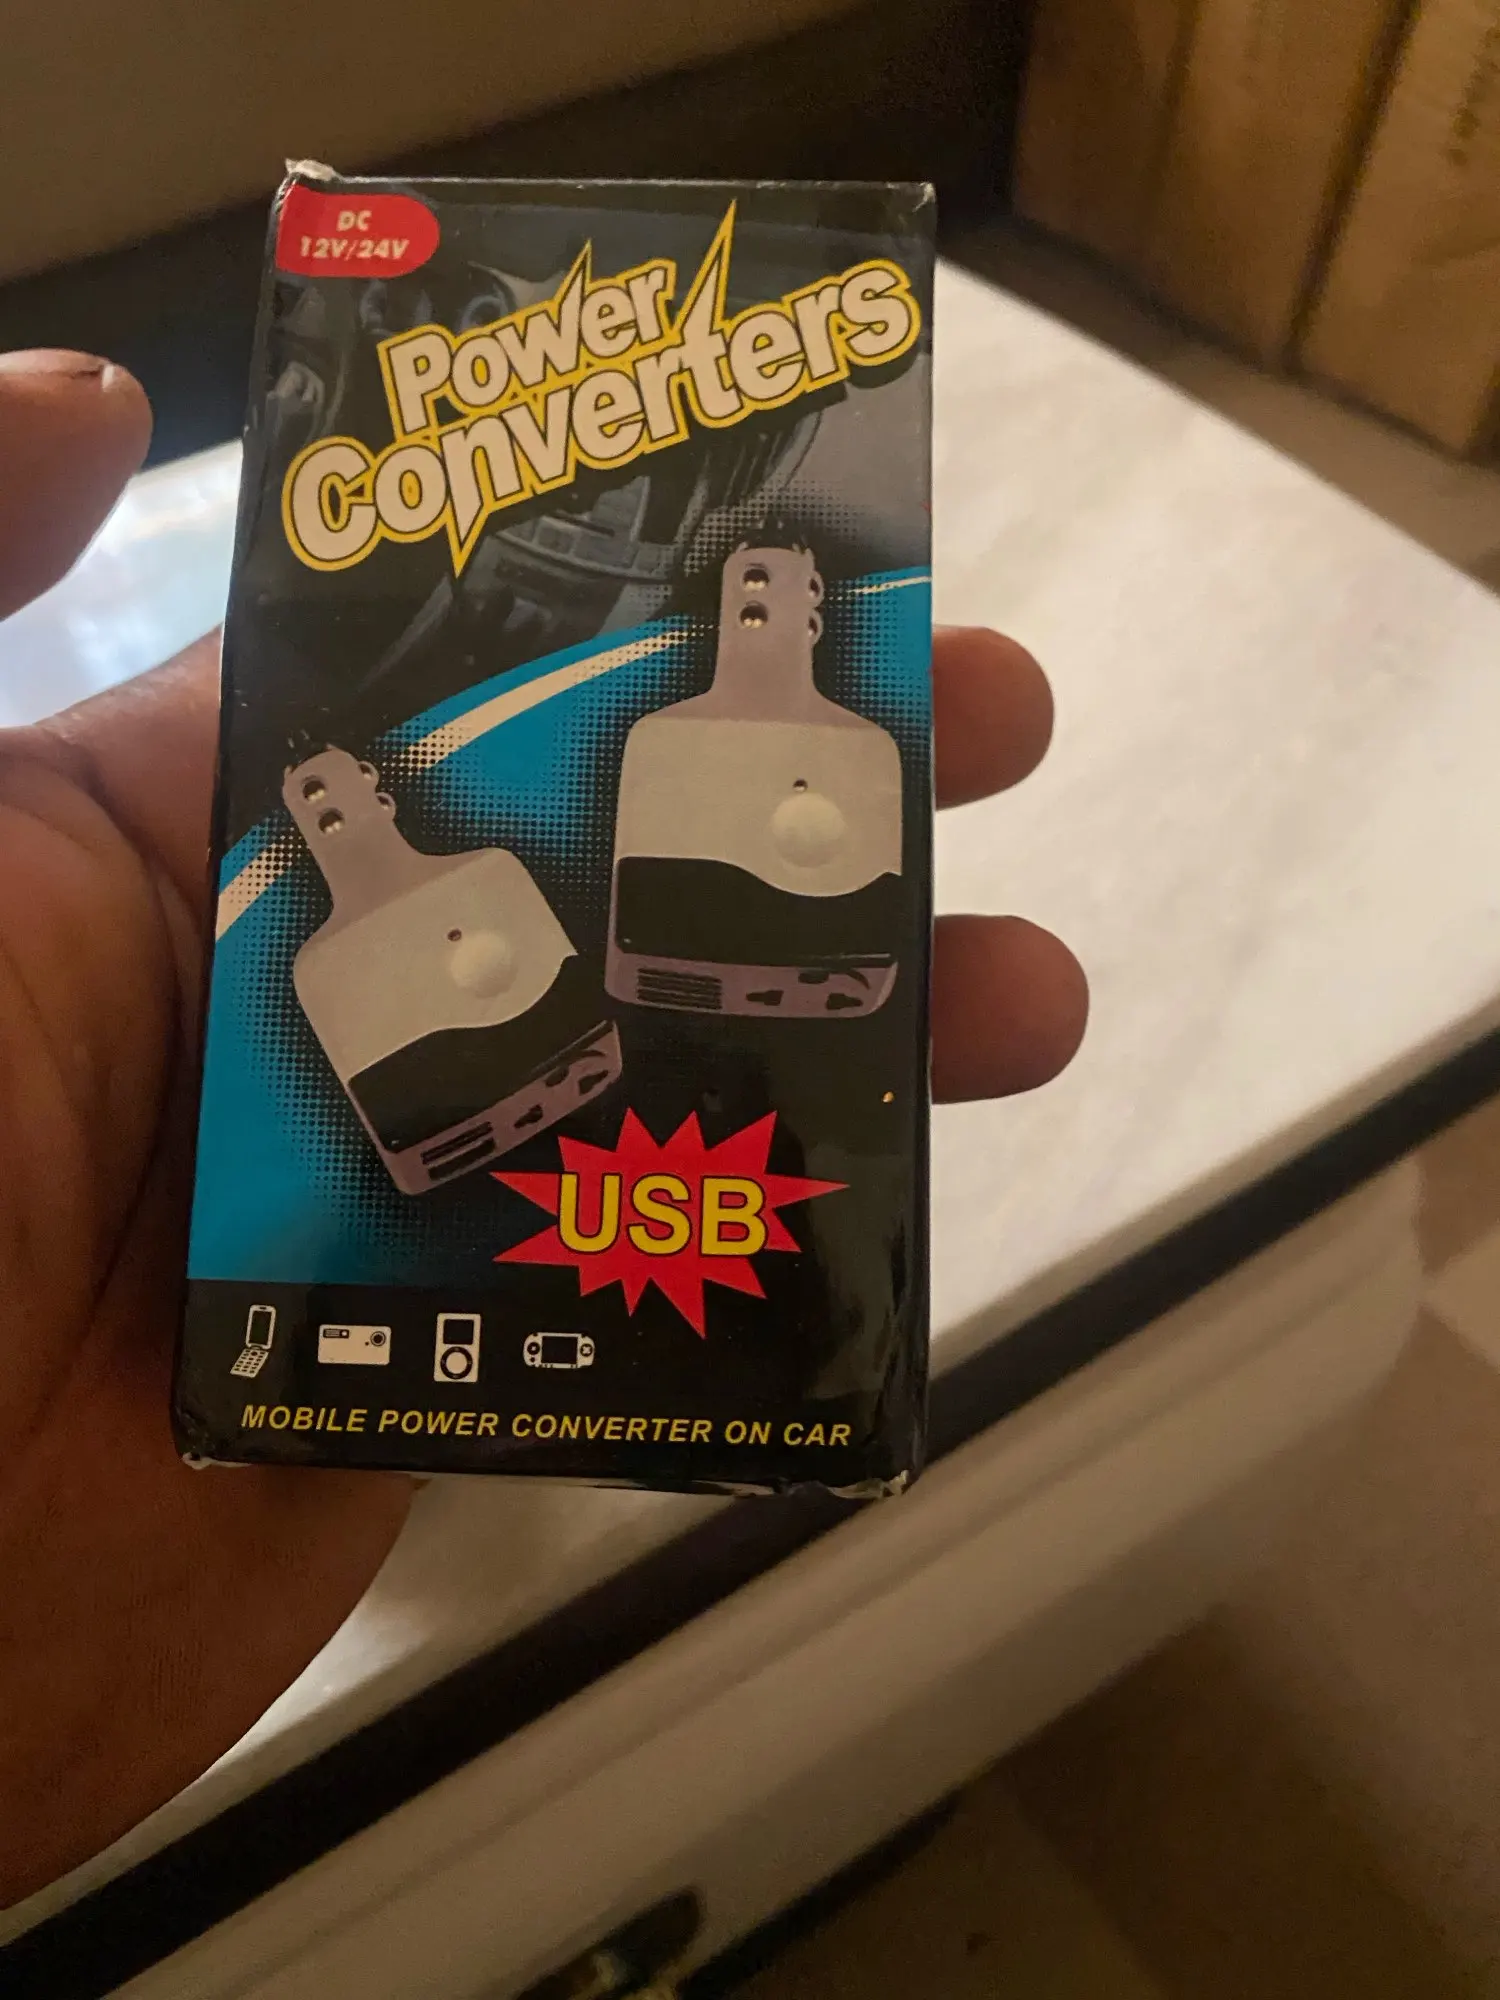 DC
12V/24V
Power
Converters
USB
MOBILE POWER CONVERTER ON CAR